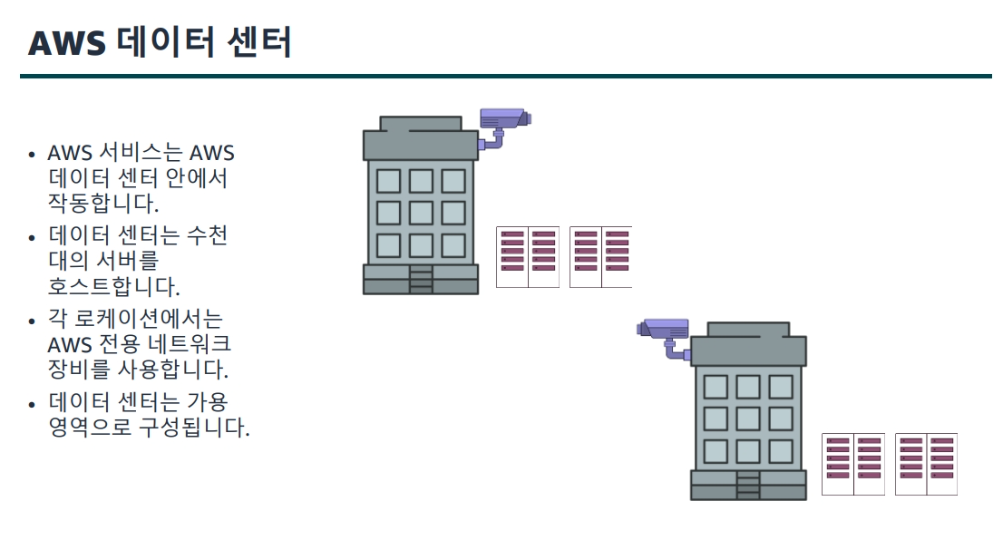 AWS 데이터 센터
• AWS 서비스는 AWS
데이터 센터 안에서
작동합니다.
• 데이터 센터는 수천
대의 서버를
호스트합니다.
• 각 로케이션에서는
AWS 전용 네트워크
장비를 사용합니다.
• 데이터 센터는 가용
영역으로 구성됩니다.